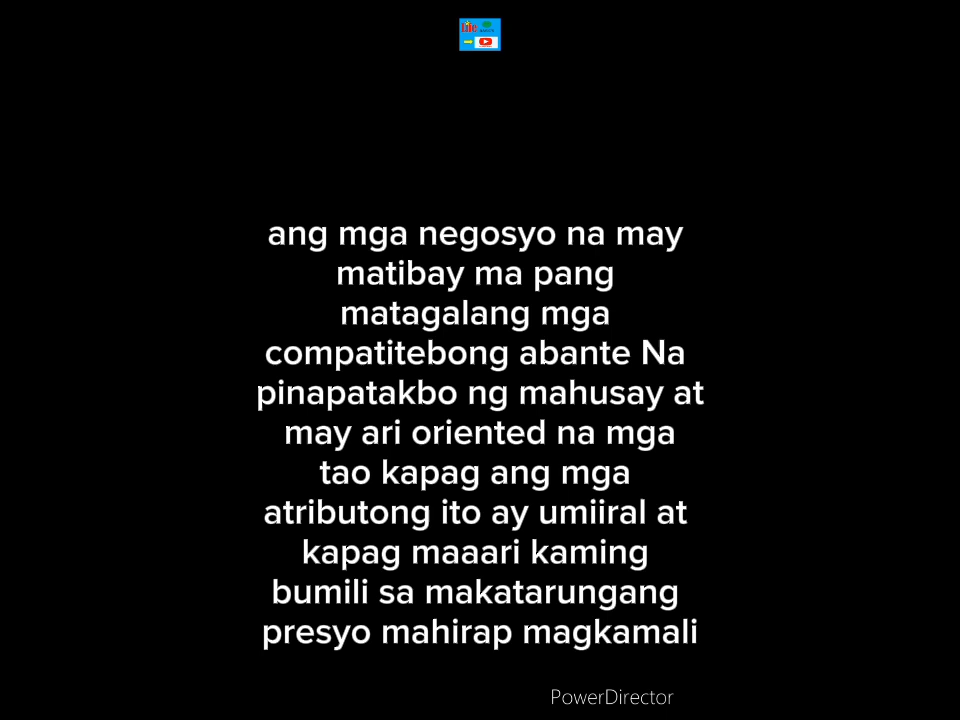 Life
ang mga negosyo na may
matibay ma pang
matagalang mga
compatitebong abante Na
pinapatakbo ng mahusay at
may ari oriented na mga
tao kapag ang mga
atributong ito ay umiiral at
kapag maaari kaming
bumili sa makatarungang
presyo mahirap magkamali
PowerDirector